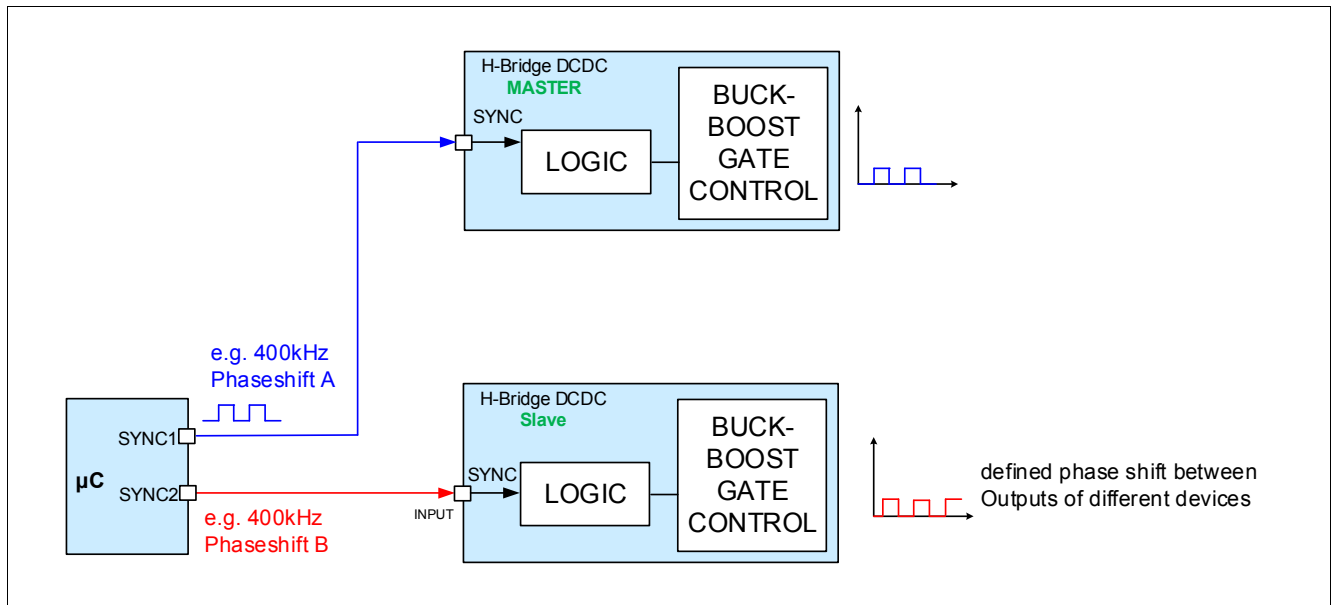 H-Bridge DCDC
MASTER
SYNC
LOGIC
BUCK-
BOOST
GATE
CONTROL
e.g. 400kHz
Phaseshift A
µC
SYNC1
SYNC2
e.g. 400kHz
Phaseshift B
INPUT
H-Bridge DCDC
Slave
SYNC
LOGIC
BUCK-
BOOST
GATE
CONTROL
defined phase shift between
Outputs of different devices